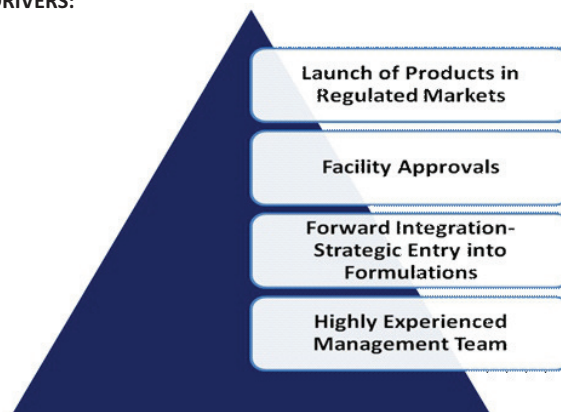 DRIVERS:
Launch of Products in
Regulated Markets
Facility Approvals
Forward Integration-
Strategic Entry into
Formulations
Highly Experienced
Management Team